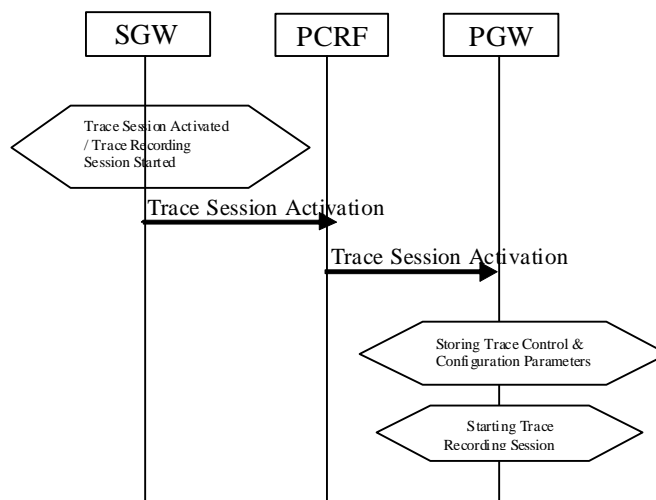 SGW
PCRF
PGW
Trace Session Activated
/ Trace Recording
Session Started
Trace Session Activation
Trace Session Activation
Storing Trace Control &
Configuration Parameters
Starting Trace
Recording Session